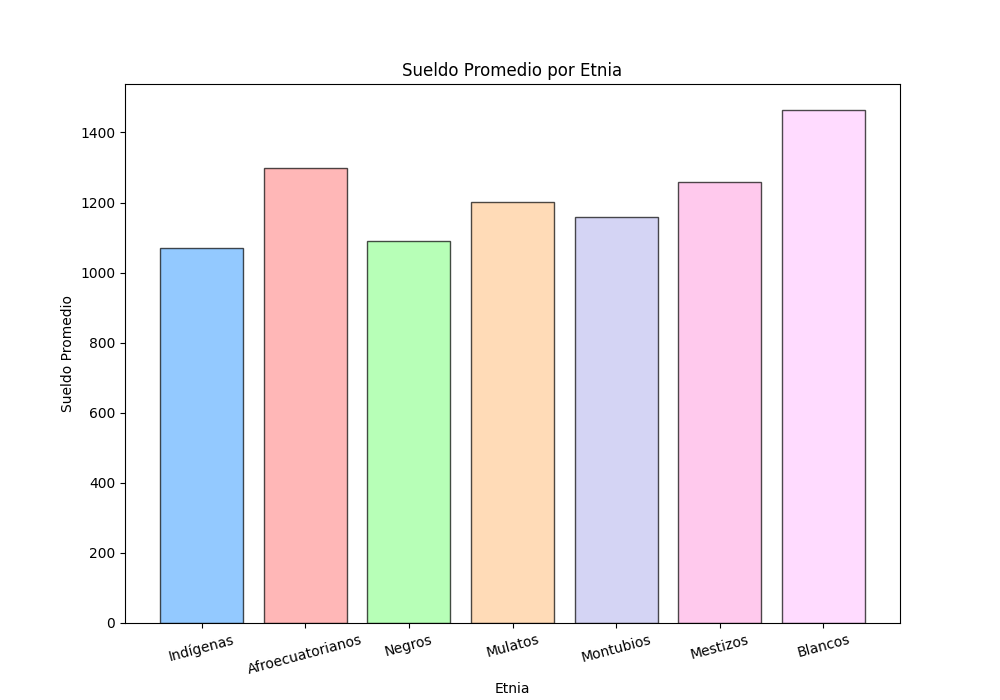 Sueldo Promedio por Etnia
Sueldo Promedio
1400
1200
1000
800
600
400
200
0
Indígenas
Afroecuatorianos
Negros
Mulatos
Montubios
Mestizos
Blancos
Etnia